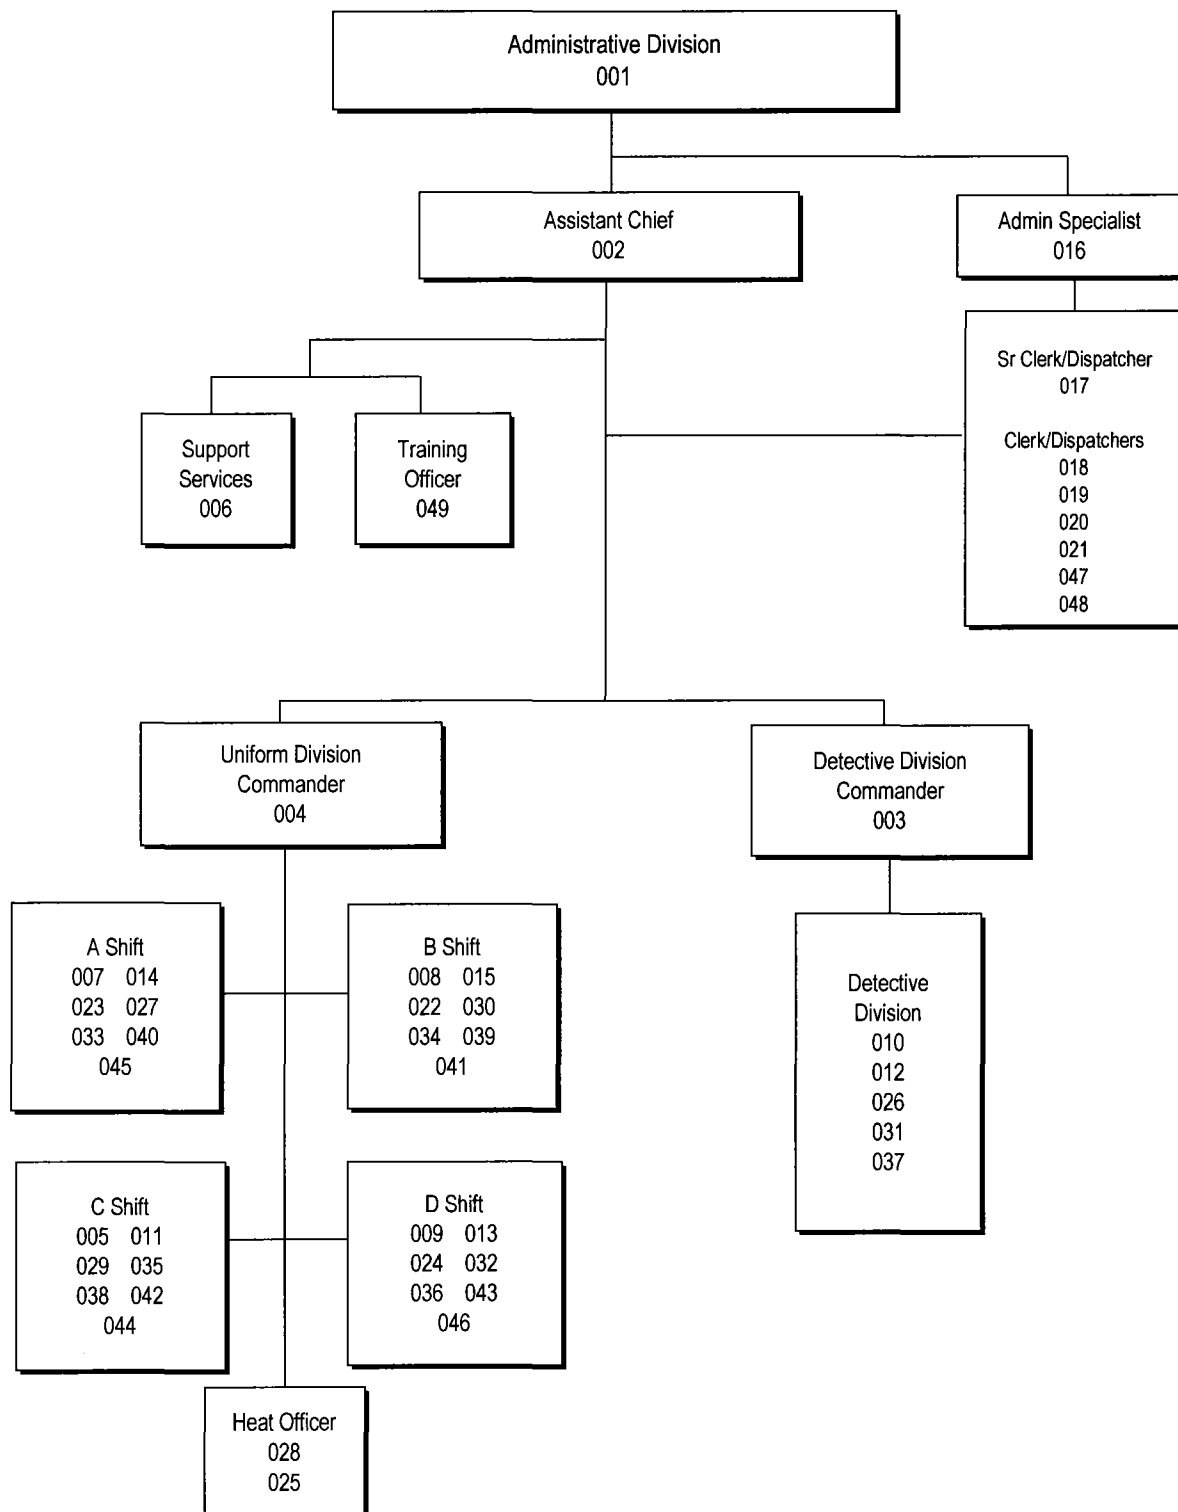 Administrative Division
001
Assistant Chief
002
Admin Specialist
016
Sr Clerk/Dispatcher
017
Clerk/Dispatchers
018
019
020
021
047
048
Support
Services
006
Training
Officer
049
Uniform Division
Commander
004
Detective Division
Commander
003
A Shift
007 014
023 027
033 040
045
B Shift
008 015
022 030
034 039
041
Detective
Division
010
012
026
031
037
C Shift
005 011
029 035
038 042
044
D Shift
009 013
024 032
036 043
046
Heat Officer
028
025